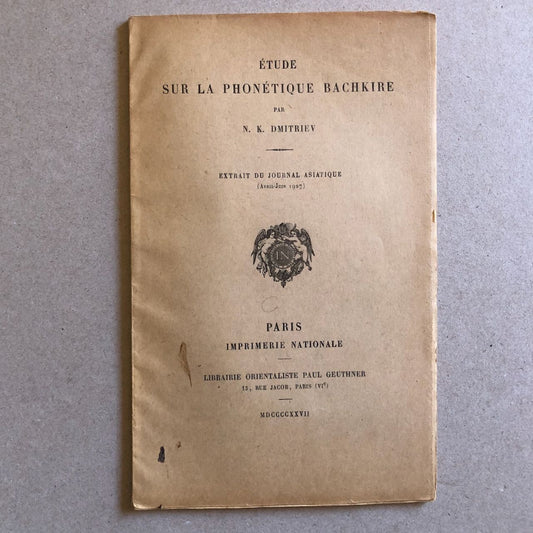 ÉTUDE
SUR LA PHONÉTIQUE BACHKIRE
PAR
N. K. DMITRIEV
EXTRAIT DU JOURNAL ASIATIQUE
(Avril-Juin 1927)
IN
PARIS
IMPRIMERIE NATIONALE
LIBRAIRIE ORIENTALISTE PAUL GEUTHNER
13, RUE JACOB, PARIS (VIᵉ)
MDCCCCXXVII